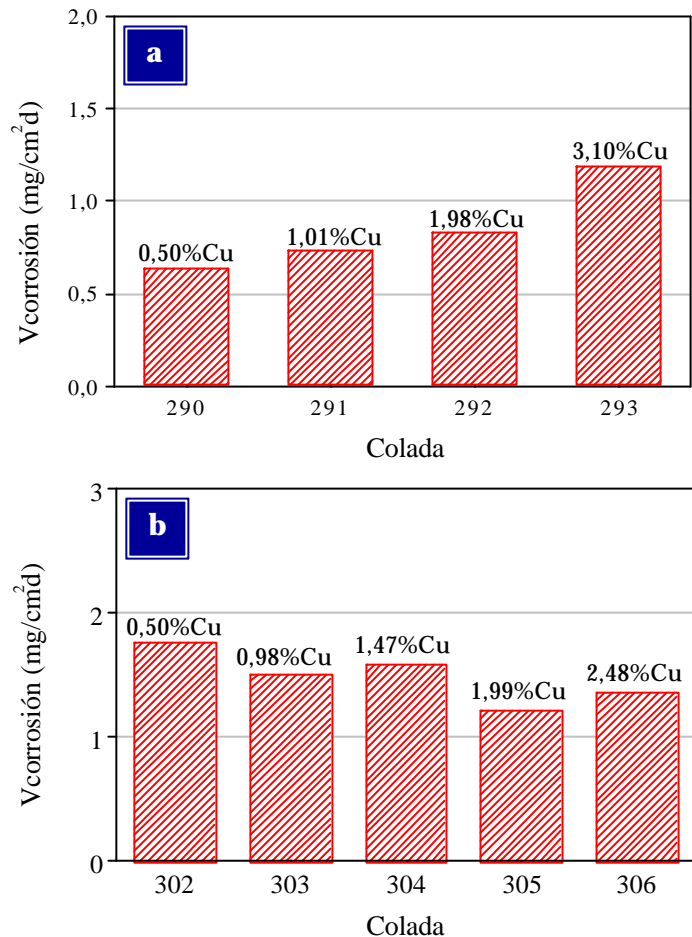 a
Vcorrosión (mg/cm²d)
2,0
1,5
1,0
0,5
0,0
0,50%Cu
1,01%Cu
1,98%Cu
3,10%Cu
290 291 292 293
Colada
b
Vcorrosión (mg/cm²d)
3
2
1
0
0,50%Cu
0,98%Cu
1,47%Cu
1,99%Cu
2,48%Cu
302 303 304 305 306
Colada